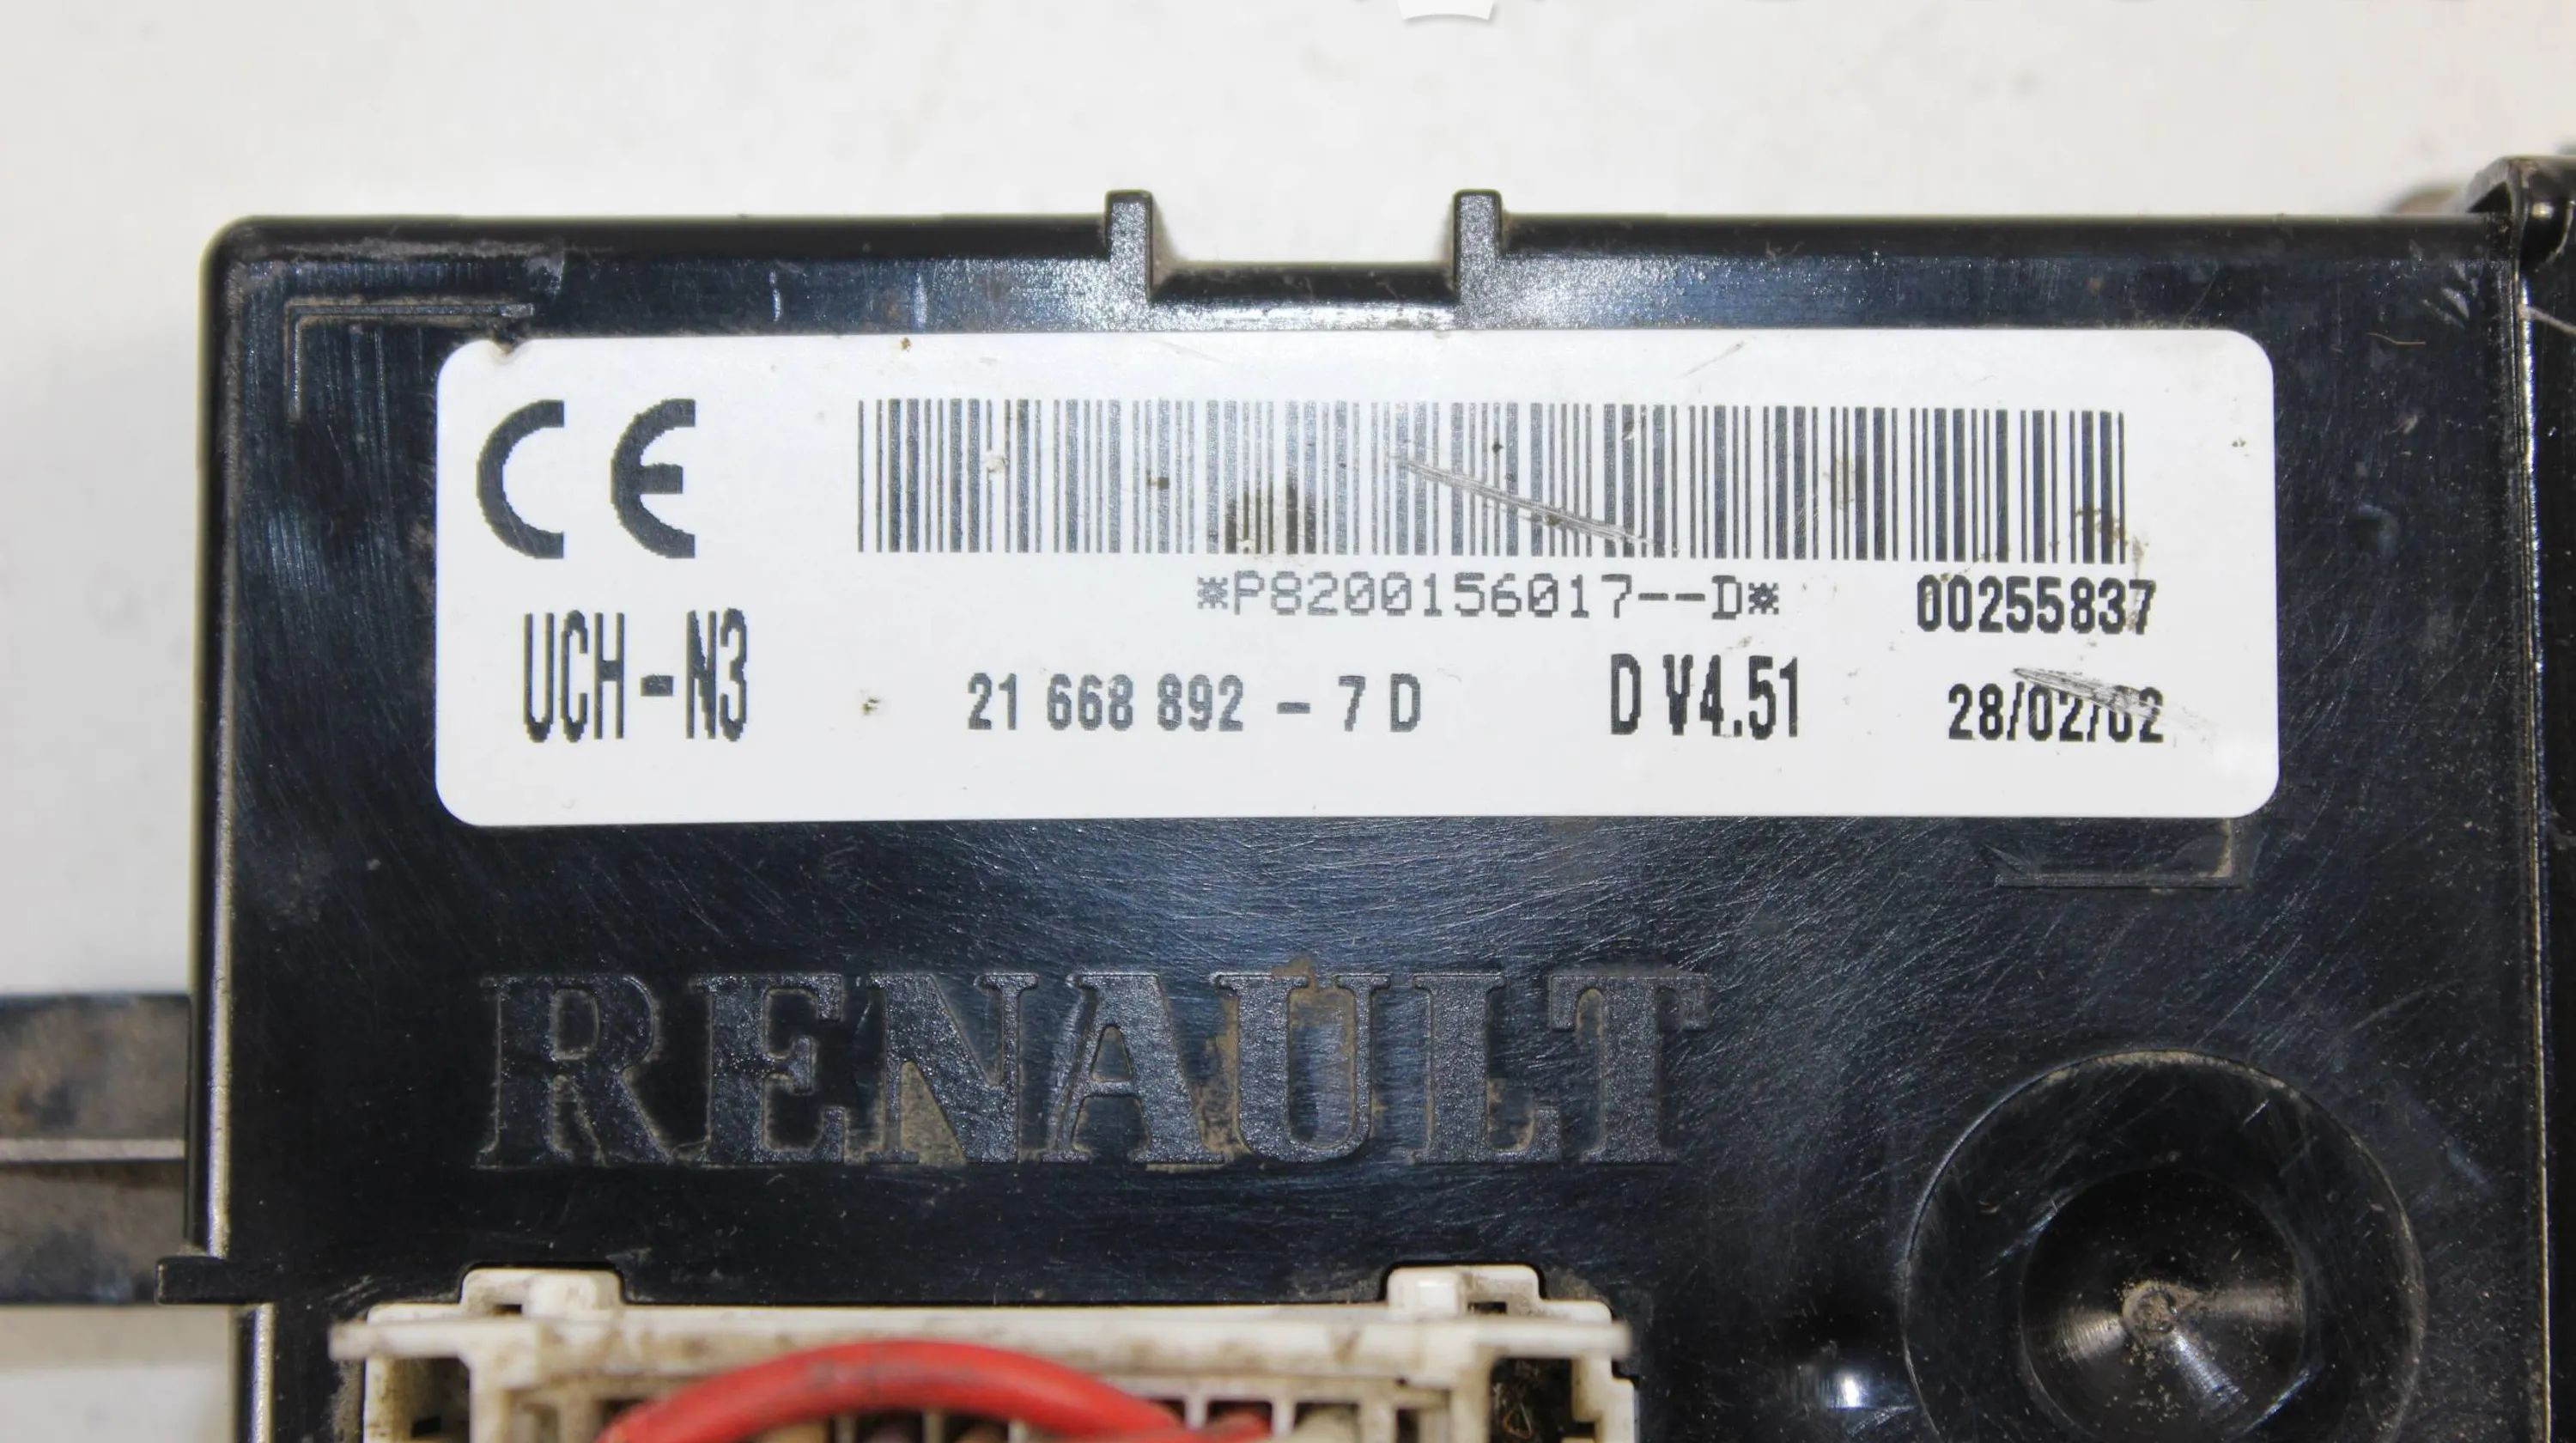 CE
*P8200156017--D* 00255837
UCH-N3 21 668 892 - 7 D D V4.51 28/02/02
RENAULT